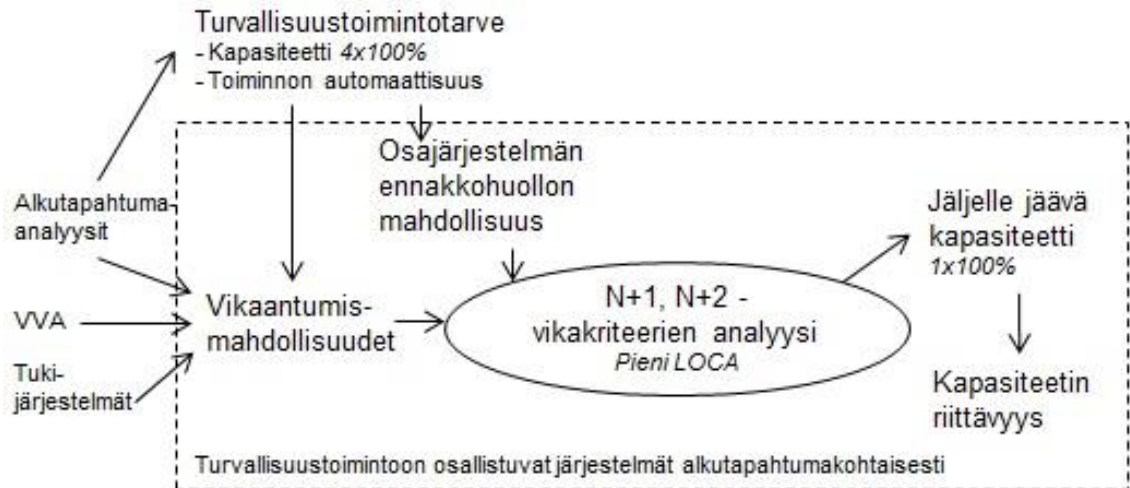 Turvallisuustoimintotarve
- Kapasiteetti 4x100%
- Toiminnon automaattisuus
Osajärjestelmän
ennakkohuollon
mahdollisuus
Alkutapahtuma-
analyysit
Jäljelle jäävä
kapasiteetti
1x100%
VVA
Vikaantumis-
mahdollisuudet
N+1, N+2 -
vikakriteerien analyysi
Pieni LOCA
Tuki-
järjestelmät
Kapasiteetin
riittävyys
Turvallisuustoimintoon osallistuvat järjestelmät alkutapahtumakohtaisesti